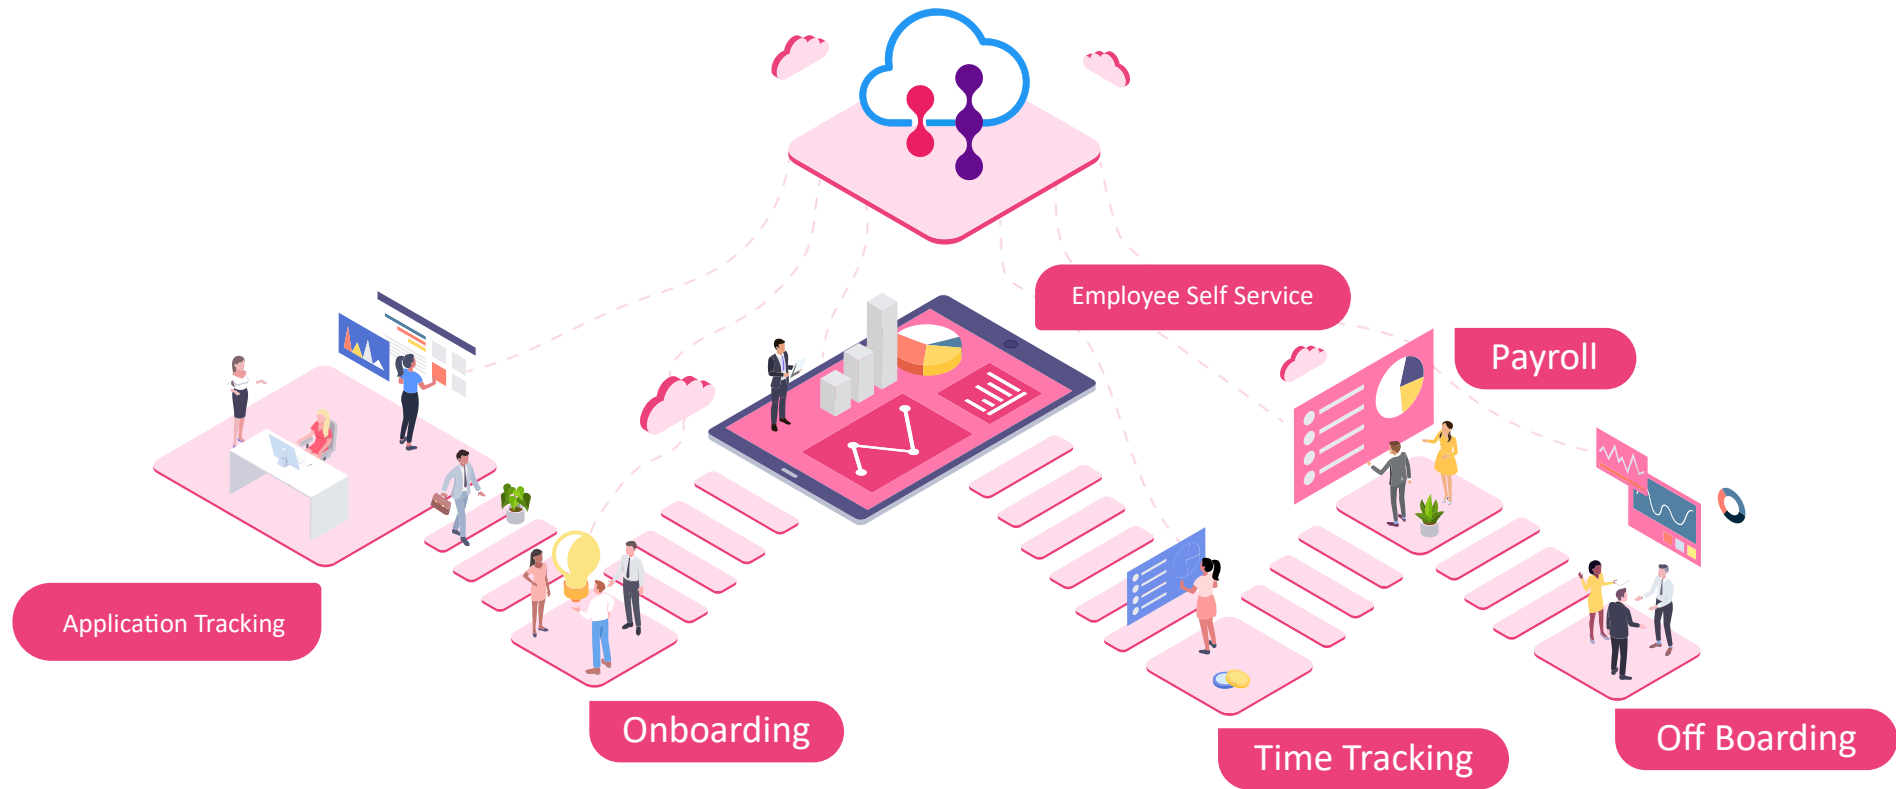 Employee Self Service
Payroll
Application Tracking
Onboarding
Time Tracking
Off Boarding